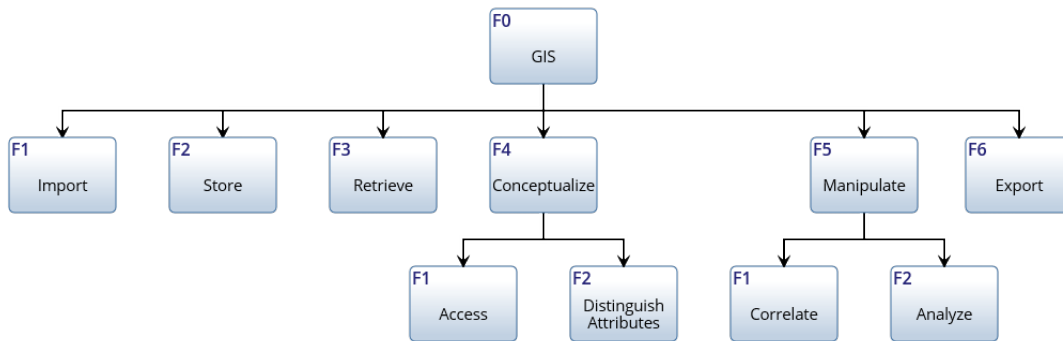 F0
GIS
F1
Import
F2
Store
F3
Retrieve
F4
Conceptualize
F5
Manipulate
F6
Export
F1
Access
F2
Distinguish
Attributes
F1
Correlate
F2
Analyze